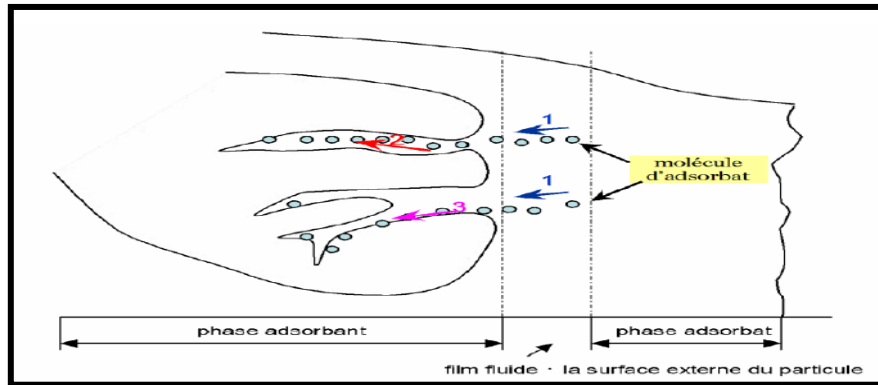 1
2
molécule
d'adsorbat
1
3
phase adsorbant
phase adsorbat
film fluide · la surface externe du particule